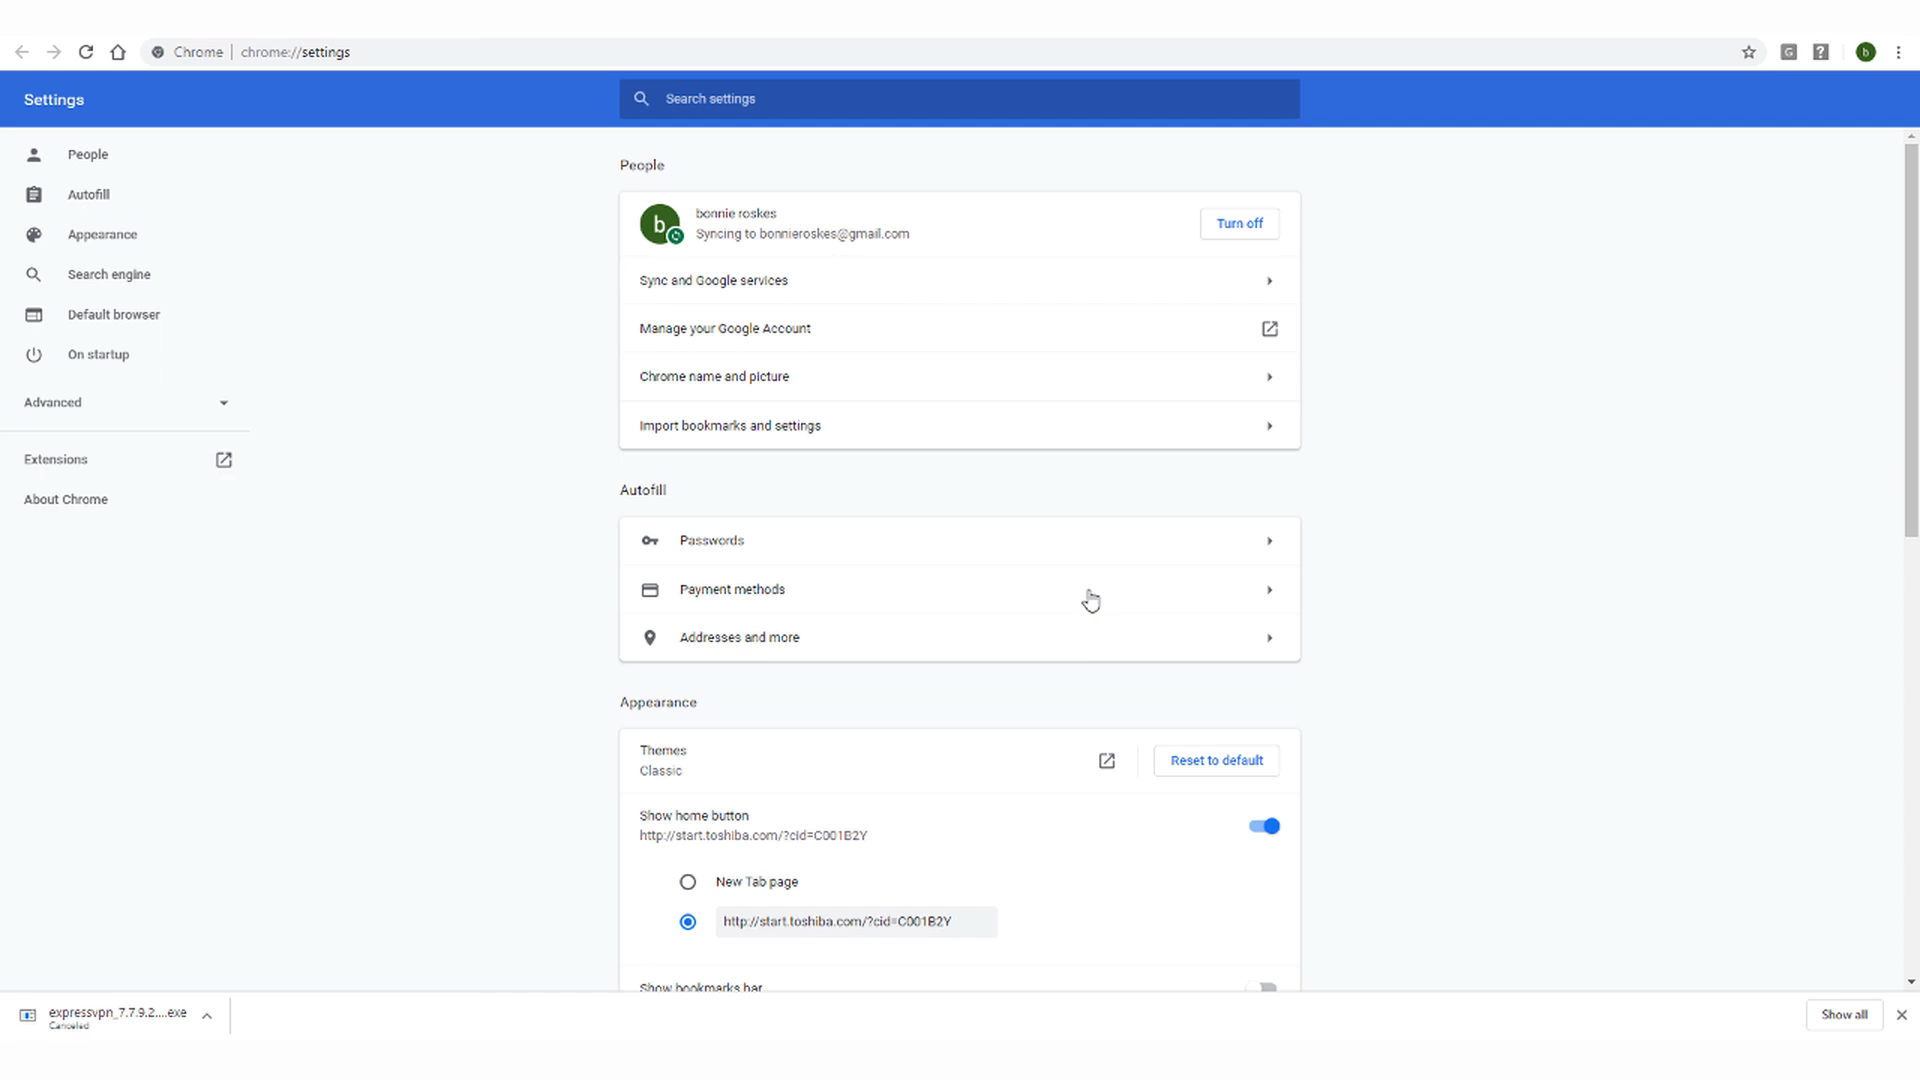 Chrome | chrome://settings
G
?
b
Settings
Search settings
People
Autofill
Appearance
Search engine
Default browser
On startup
Advanced
Extensions
About Chrome
People
b
bonnie roskes
Syncing to bonnieroskes@gmail.com
Turn off
Sync and Google services
Manage your Google Account
Chrome name and picture
Import bookmarks and settings
Autofill
Passwords
Payment methods
Addresses and more
Appearance
Themes
Classic
Reset to default
Show home button
http://start.toshiba.com/?cid=C001B2Y
New Tab page
http://start.toshiba.com/?cid=C001B2Y
Show bookmarks bar
expressvpn_7.7.9.2....exe
Canceled
Show all